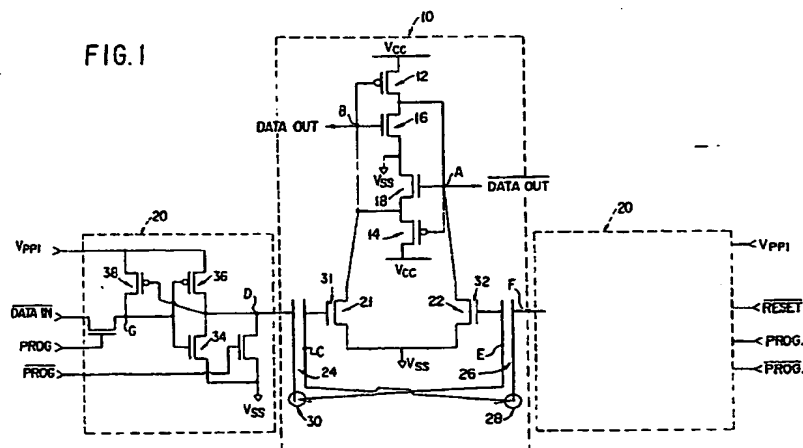 FIG.1
10
VCC
12
B
DATA OUT
16
A
DATA OUT
VSS
18
14
VCC
20
VPP1
38
36
D
DATA IN
G
PROG
34
PROG
VSS
31
21
C
24
30
VSS
22
32
E
26
F
28
20
VPP1
RESET
PROG.
PROG.